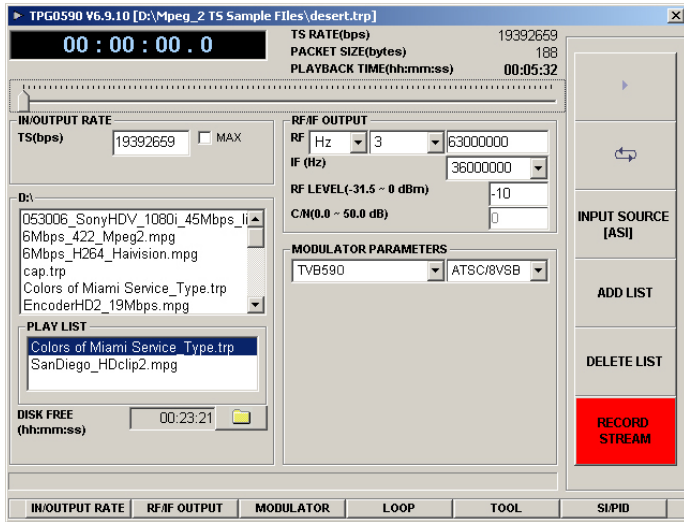 TPG0590 V6.9.10 [D:\Mpeg_2 TS Sample FIles\desert.trp]
00 : 00 : 00 . 0
TS RATE(bps) 19392659
PACKET SIZE(bytes) 188
PLAYBACK TIME(hh:mm:ss) 00:05:32
IN/OUTPUT RATE
TS(bps) 19392659 MAX
D:\
053006_SonyHDV_1080i_45Mbps_li
6Mbps_422_Mpeg2.mpg
6Mbps_H264_Haivision.mpg
cap.trp
Colors of Miami Service_Type.trp
EncoderHD2_19Mbps.mpg
PLAY LIST
Colors of Miami Service_Type.trp
SanDiego_HDclip2.mpg
DISK FREE
(hh:mm:ss)
00:23:21
RF/IF OUTPUT
RF Hz 3 63000000
IF (Hz) 36000000
RF LEVEL(-31.5 ~ 0 dBm) -10
C/N(0.0 ~ 50.0 dB) 0
MODULATOR PARAMETERS
TVB590 ATSC/8VSB
INPUT SOURCE
[ASI]
ADD LIST
DELETE LIST
RECORD
STREAM
IN/OUTPUT RATE RF/IF OUTPUT MODULATOR LOOP TOOL SI/PID